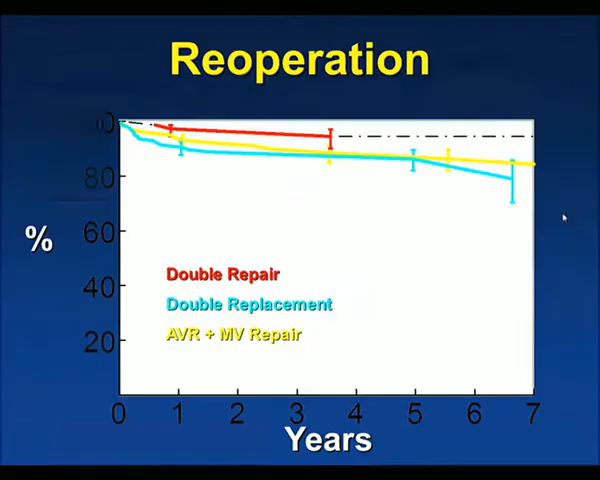 Reoperation
80
60
40
20
%
Double Repair
Double Replacement
AVR + MV Repair
0 1 2 3 4 5 6 7
Years